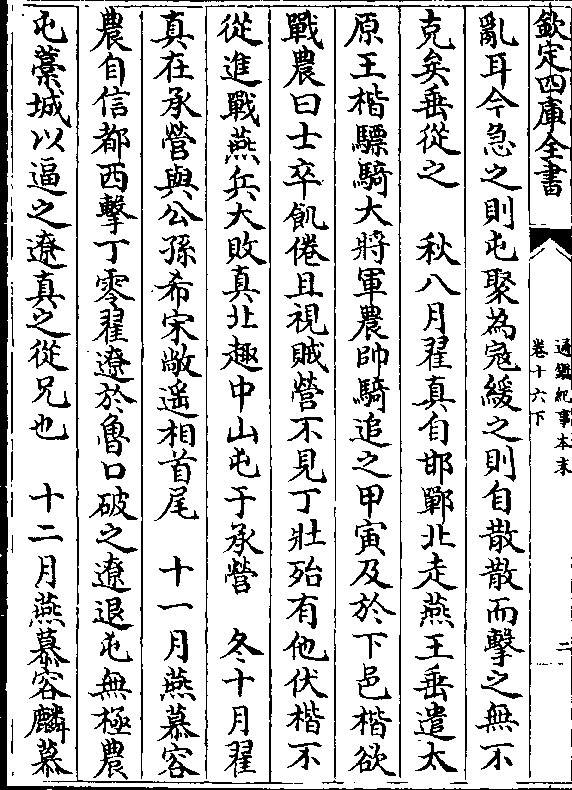 欽定四庫全書
通鑑紀事本末
卷十六下
二
亂耳今急之則屯聚為寇緩之則自散散而擊之無不
克矣垂從之　秋八月翟真自邯鄲北走燕王垂遣太
原王楷驃騎大將軍農帥騎追之甲寅及於下邑楷欲
戰農曰士卒飢倦且視賊營不見丁壯殆有他伏楷不
從進戰燕兵大敗真北趣中山屯于承營　冬十月翟
真在承營與公孫希宋敞遥相首尾　十一月燕慕容
農自信都西擊丁零翟遼於魯口破之遼退屯無極農
屯藁城以逼之遼真之從兄也　十二月燕慕容麟慕